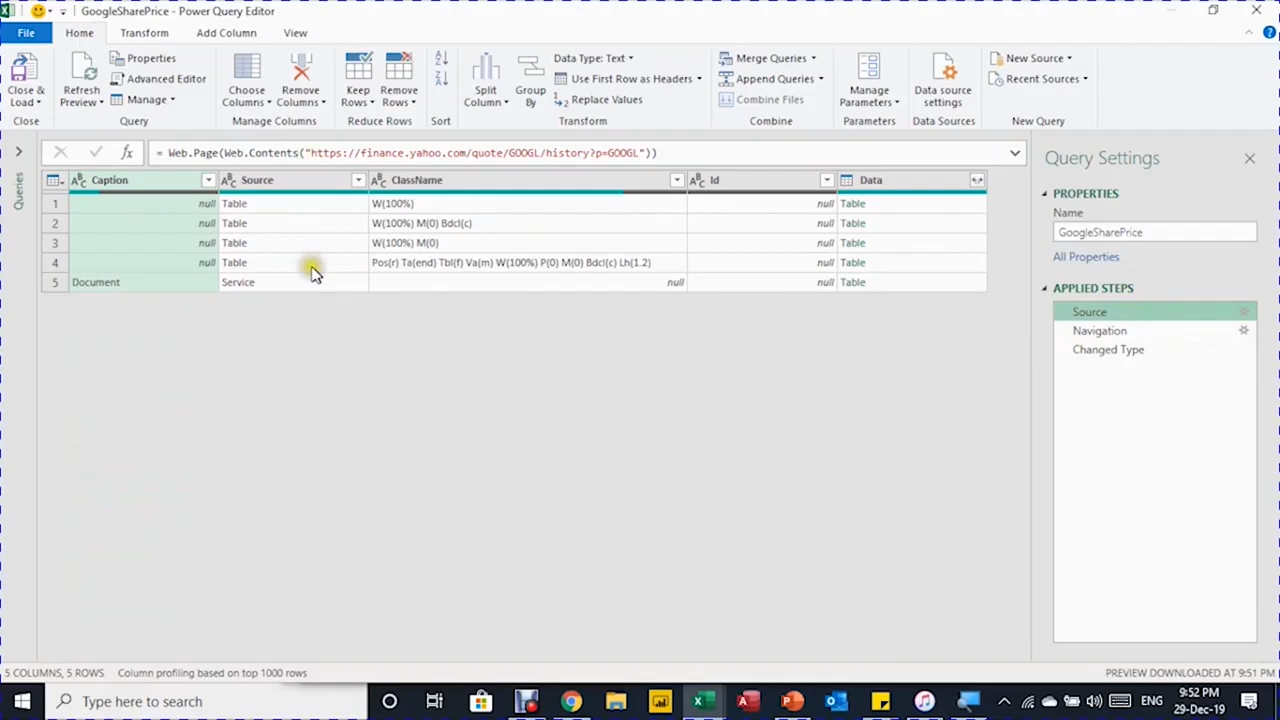 GoogleSharePrice - Power Query Editor
File Home Transform Add Column View
Close & Load
Close
Refresh Preview
Properties
Advanced Editor
Manage
Query
Choose Columns
Remove Columns
Manage Columns
Keep Rows
Remove Rows
Reduce Rows
Sort
Split Column
Group By
Data Type: Text
Use First Row as Headers
Replace Values
Transform
Merge Queries
Append Queries
Combine Files
Combine
Manage Parameters
Parameters
Data source settings
Data Sources
New Source
Recent Sources
New Query
Queries
= Web.Page(Web.Contents("https://finance.yahoo.com/quote/GOOGL/history?p=GOOGL"))
Caption Source ClassName Id Data
1 null Table W(100%) null Table
2 null Table W(100%) M(0) Bdcl(c) null Table
3 null Table W(100%) M(0) null Table
4 null Table Pos(r) Ta(end) Tbl(f) Va(m) W(100%) P(0) M(0) Bdcl(c) Lh(1.2) null Table
5 Document Service null null Table
Query Settings
PROPERTIES
Name
GoogleSharePrice
All Properties
APPLIED STEPS
Source
Navigation
Changed Type
5 COLUMNS, 5 ROWS Column profiling based on top 1000 rows PREVIEW DOWNLOADED AT 9:51 PM
Type here to search
ENG
9:52 PM
29-Dec-19